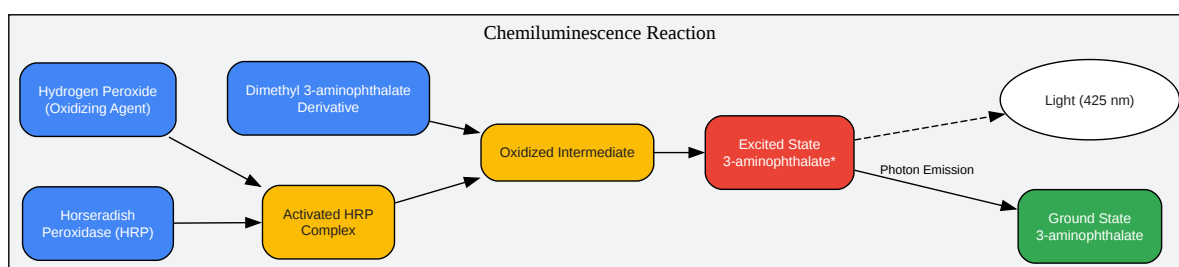 Chemiluminescence Reaction
Hydrogen Peroxide
(Oxidizing Agent)
Dimethyl 3-aminophthalate
Derivative
Light (425 nm)
Oxidized Intermediate
Excited State
3-aminophthalate*
Photon Emission
Horseradish
Peroxidase (HRP)
Activated HRP
Complex
Ground State
3-aminophthalate